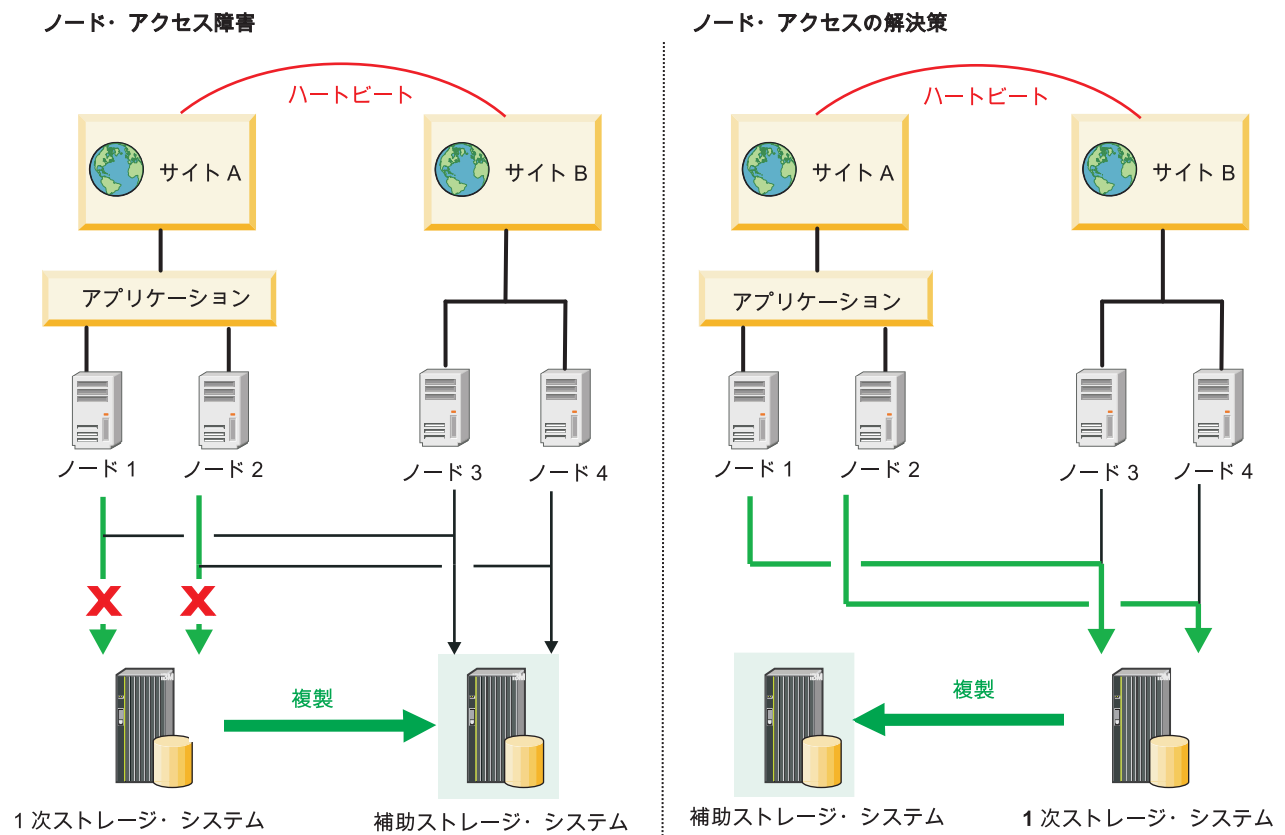 ノード・アクセス障害
ハートビート
サイト A
サイト B
アプリケーション
ノード 1
ノード 2
ノード 3
ノード 4
複製
1 次ストレージ・システム
補助ストレージ・システム
ノード・アクセスの解決策
ハートビート
サイト A
サイト B
アプリケーション
ノード 1
ノード 2
ノード 3
ノード 4
複製
補助ストレージ・システム
1 次ストレージ・システム